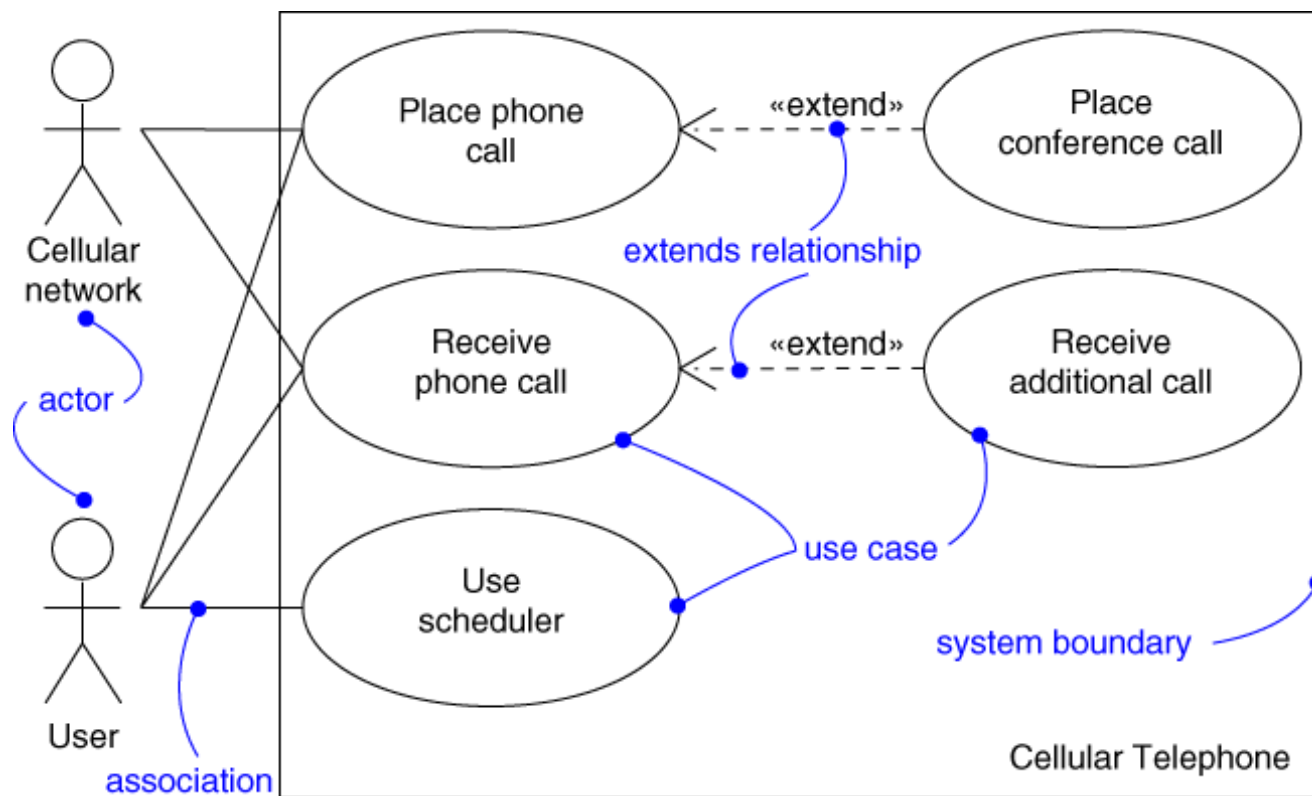 Place phone
call
«extend»
Place
conference call
Cellular
network
extends relationship
actor
Receive
phone call
«extend»
Receive
additional call
use case
Use
scheduler
system boundary
User
association
Cellular Telephone